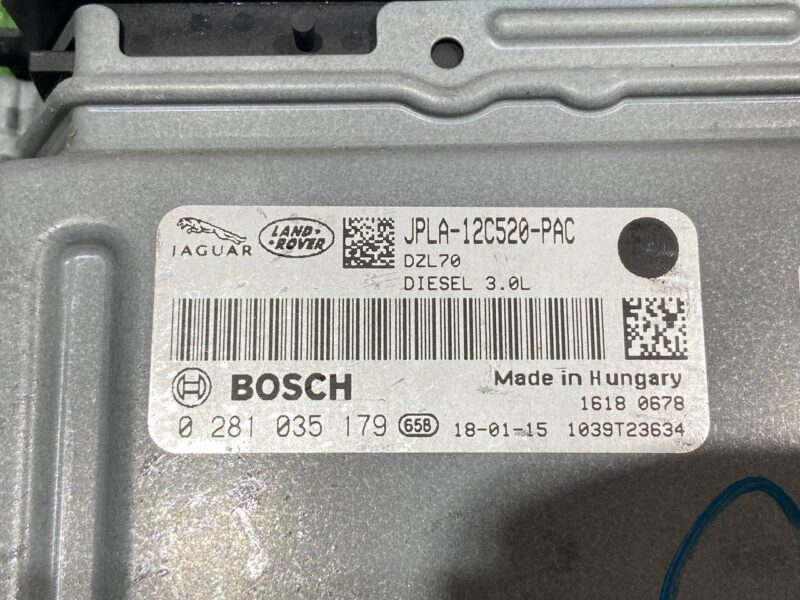 JAGUAR
LAND-
ROVER
JPLA-12C520-PAC
DZL70
DIESEL 3.0L
BOSCH
Made in Hungary
1618 0678
0 281 035 179 658 18-01-15 1039T23634